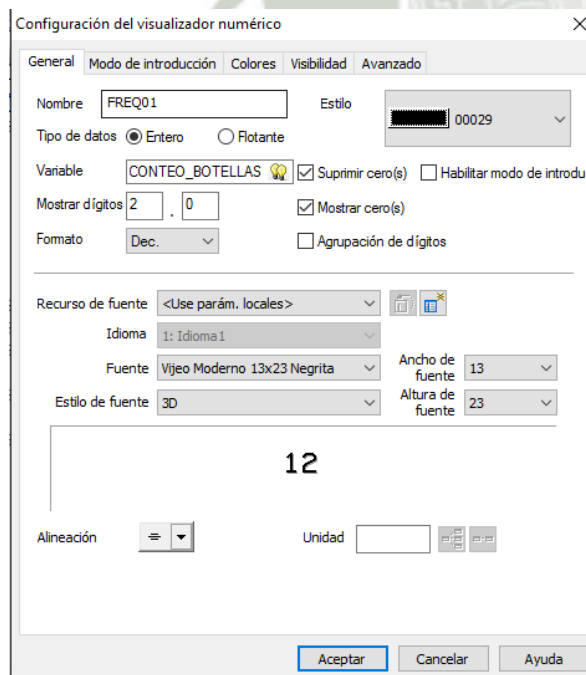 Configuración del visualizador numérico
General Modo de introducción Colores Visibilidad Avanzado
Nombre FREQ01 Estilo 00029
Tipo de datos Entero Flotante
Variable CONTEO_BOTELLAS Suprimir cero(s) Habilitar modo de introdu
Mostrar dígitos 2 . 0 Mostrar cero(s)
Formato Dec. Agrupación de dígitos
Recurso de fuente <Use parám. locales>
Idioma 1: Idioma1
Fuente Vijeo Moderno 13x23 Negrita Ancho de fuente 13
Estilo de fuente 3D Altura de fuente 23
12
Alineación Unidad
Aceptar Cancelar Ayuda